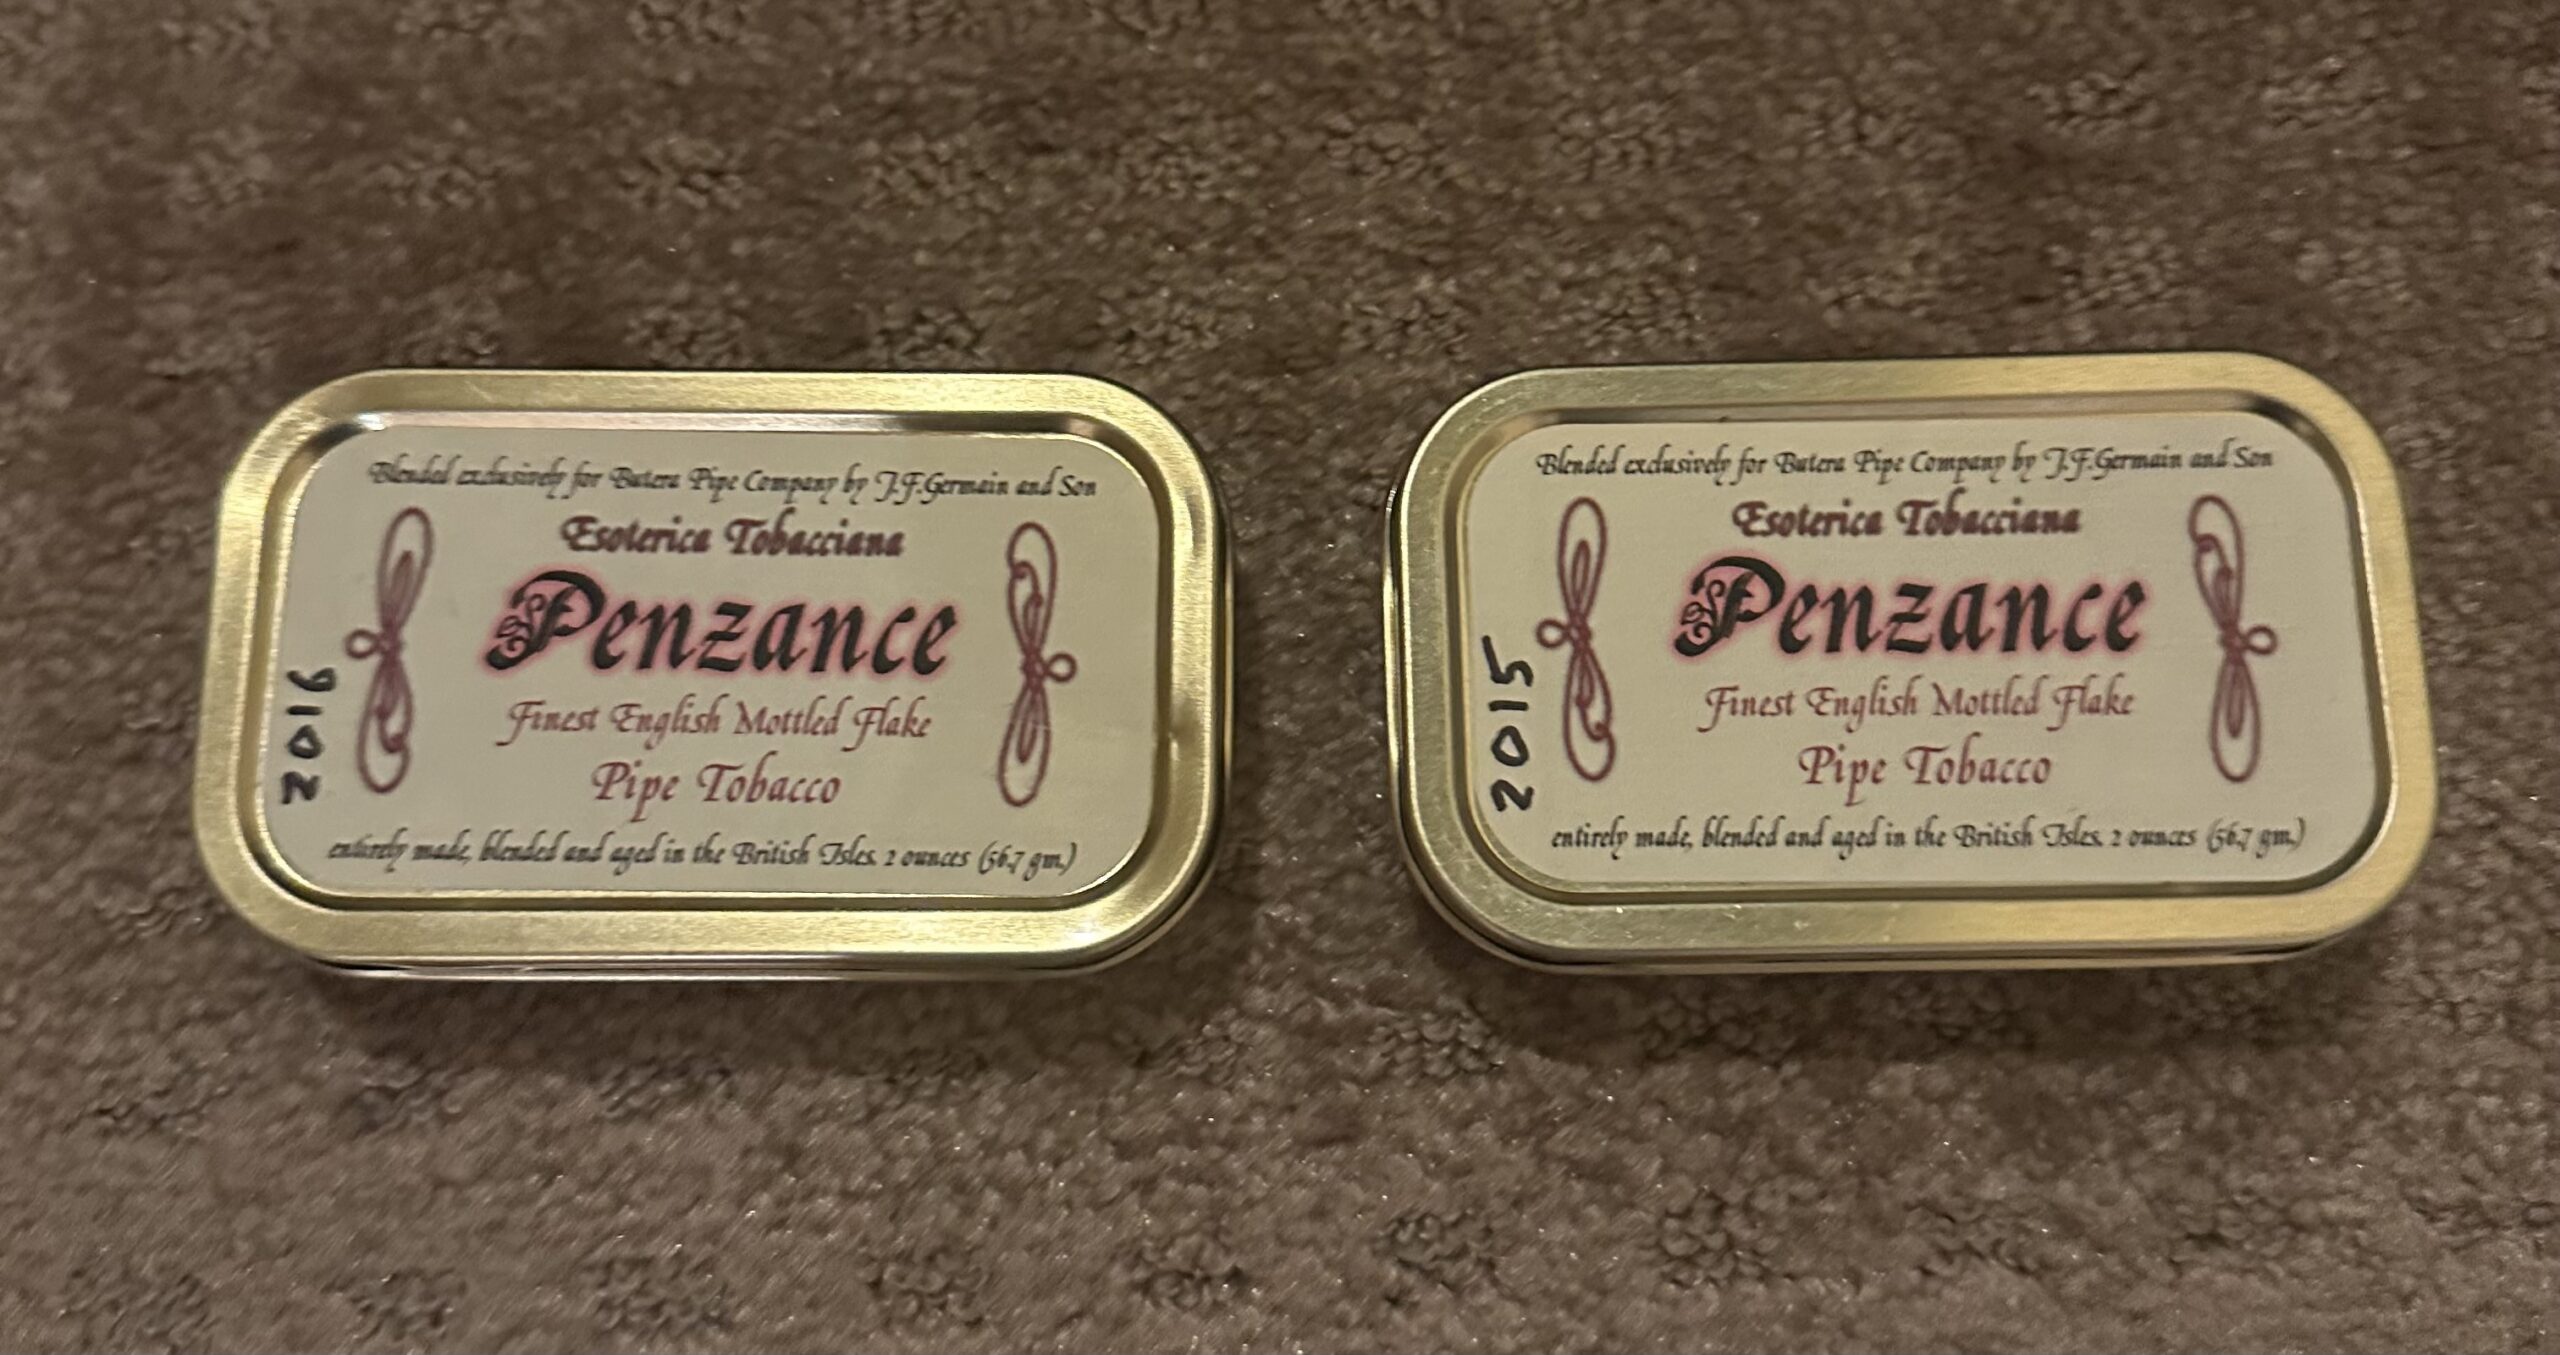 Blended exclusively for Butera Pipe Company by J.F.Germain and Son
Esoterica Tobacciana
Penzance
Finest English Mottled Flake
Pipe Tobacco
entirely made, blended and aged in the British Isles. 2 ounces (56.7 gm.)
2016
Blended exclusively for Butera Pipe Company by J.F.Germain and Son
Esoterica Tobacciana
Penzance
Finest English Mottled Flake
Pipe Tobacco
entirely made, blended and aged in the British Isles. 2 ounces (56.7 gm.)
2015